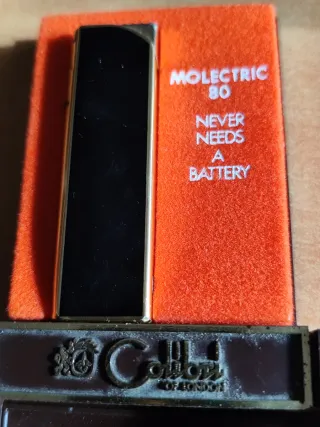 MOLECTRIC
80
NEVER
NEEDS
A
BATTERY
Colibri
OF LONDON